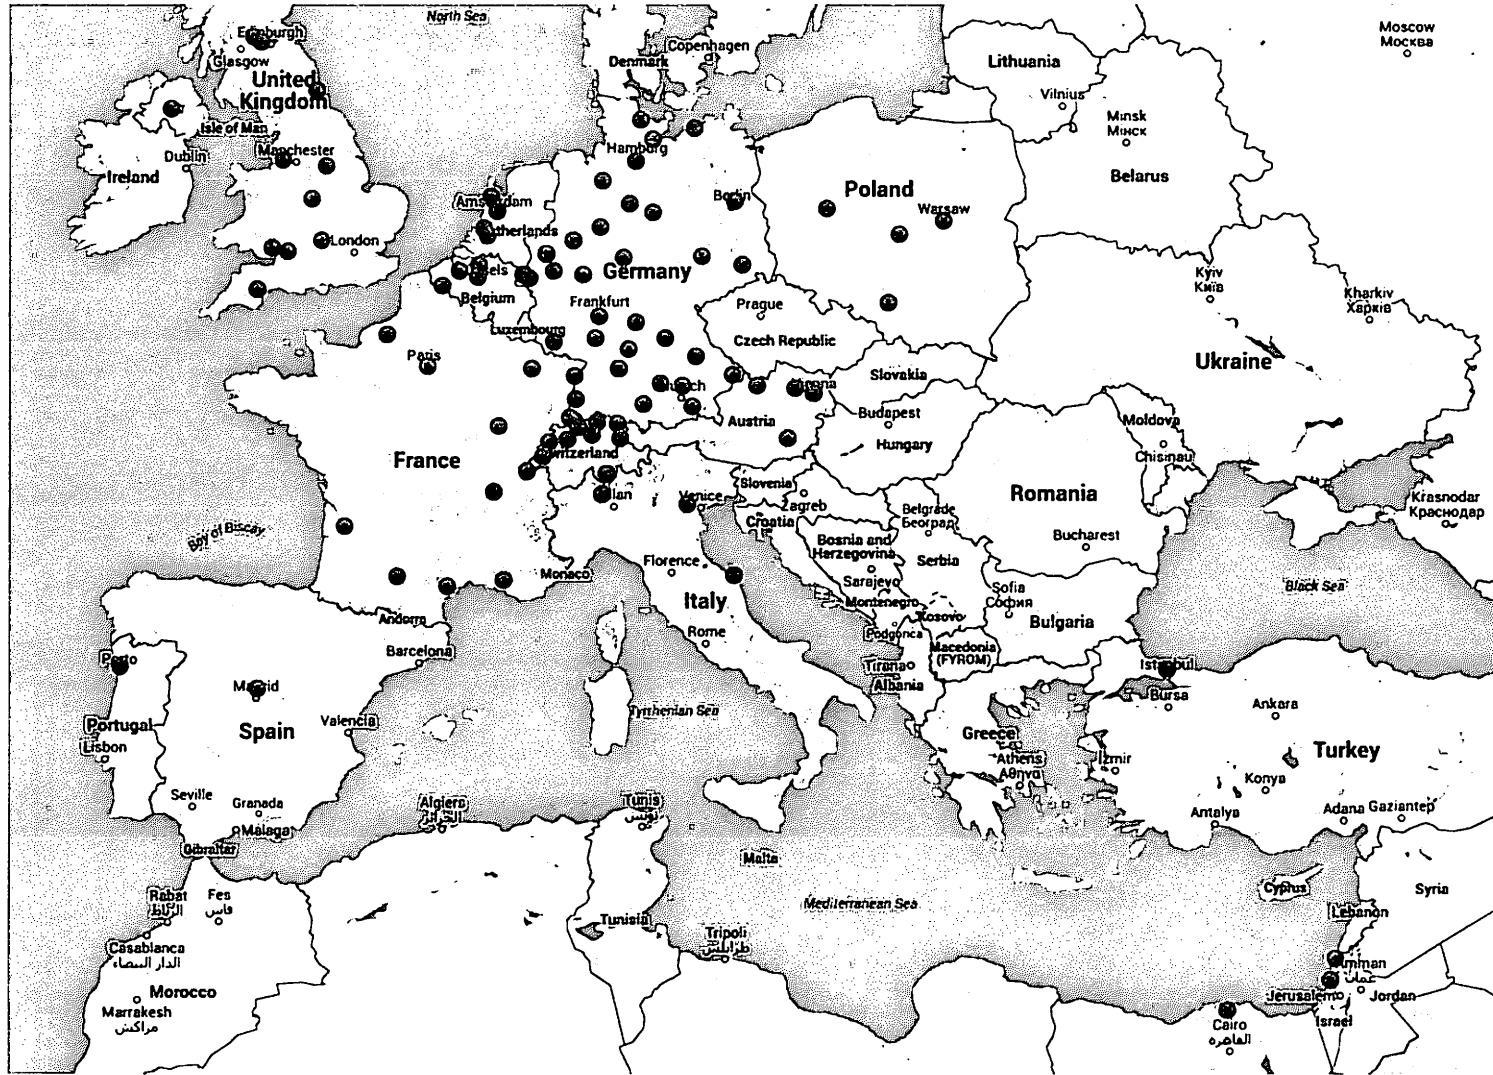 North Sea
Moscow
Москва
Edinburgh
Glasgow
Copenhagen
Denmark
Lithuania
United
Kingdom
Vilnius
Minsk
Мінск
Isle of Man
Manchester
Dublin
Ireland
Hamburg
Belarus
Poland
Berlin
Amsterdam
Warsaw
Netherlands
London
Germany
Belgium
Kyiv
Київ
Kharkiv
Харків
Frankfurt
Prague
Luxembourg
Czech Republic
Paris
Ukraine
Slovakia
Munich
Vienna
Austria
Budapest
Hungary
Moldova
Chisinau
France
Switzerland
Slovenia
Milan
Venice
Zagreb
Romania
Krasnodar
Краснодар
Croatia
Belgrade
Београд
Bay of Biscay
Bosnia and
Herzegovina
Bucharest
Serbia
Florence
Monaco
Sarajevo
Black Sea
Italy
Montenegro
Sofia
София
Kosovo
Andorra
Bulgaria
Rome
Podgorica
Barcelona
Macedonia
(FYROM)
Porto
Tirana
Istanbul
Albania
Madrid
Bursa
Ankara
Portugal
Spain
Valencia
Tyrrhenian Sea
Greece
Lisbon
Athens
Αθήνα
İzmir
Turkey
Konya
Seville
Granada
Algiers
الجزائر
Tunis
تونس
Antalya
Adana
Gaziantep
Málaga
Gibraltar
Malta
Cyprus
Syria
Rabat
الرباط
Fes
فاس
Mediterranean Sea
Lebanon
Tunisia
Tripoli
طرابلس
Casablanca
الدار البيضاء
Amman
عمان
Morocco
Jerusalem
Jordan
Marrakesh
مراكش
Israel
Cairo
القاهرة